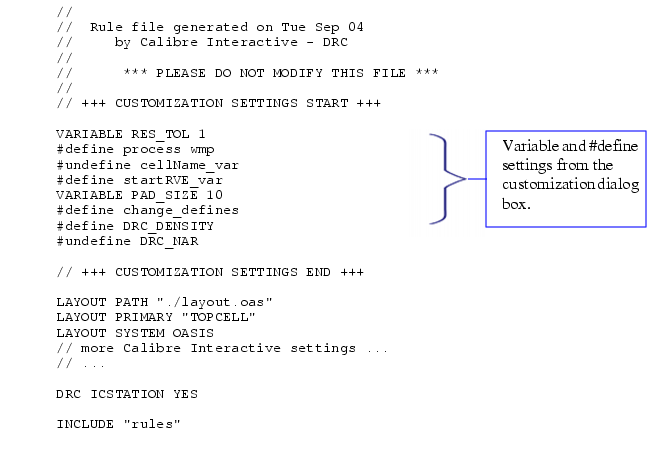 //
//  Rule file generated on Tue Sep 04
//     by Calibre Interactive - DRC
//
//      *** PLEASE DO NOT MODIFY THIS FILE ***
//
// +++ CUSTOMIZATION SETTINGS START +++
VARIABLE RES_TOL 1
#define process wmp
#undefine cellName_var
#define startRVE_var
VARIABLE PAD_SIZE 10
#define change_defines
#define DRC_DENSITY
#undefine DRC_NAR
// +++ CUSTOMIZATION SETTINGS END +++
LAYOUT PATH "./layout.oas"
LAYOUT PRIMARY "TOPCELL"
LAYOUT SYSTEM OASIS
// more Calibre Interactive settings ...
// ...
DRC ICSTATION YES
INCLUDE "rules"
Variable and #define
settings from the
customization dialog
box.